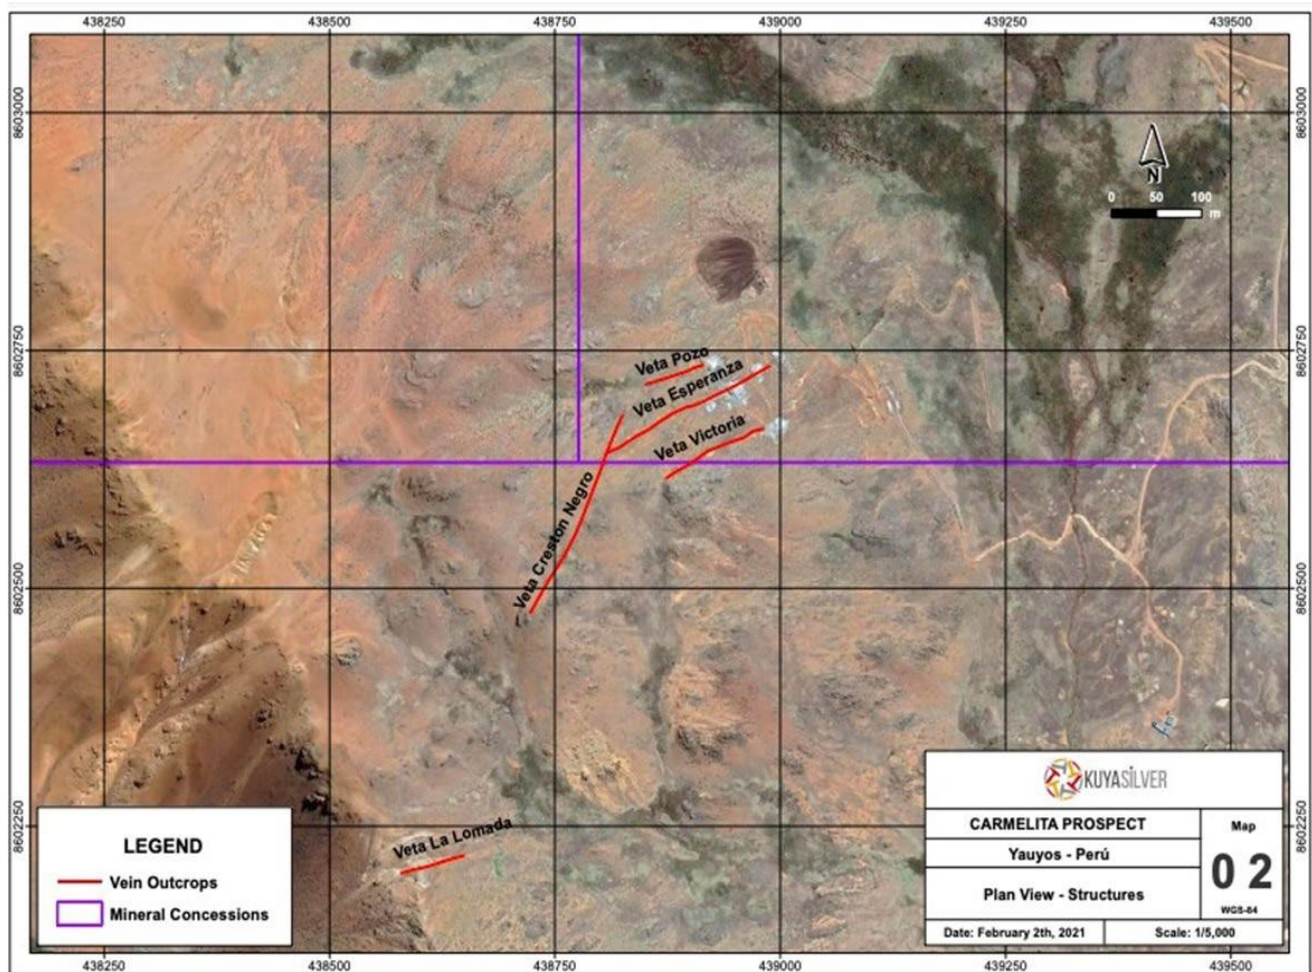 438250 438500 438750 439000 439250 439500
8603000 8603000
N
0 50 100
m
8602750 8602750
Veta Pozo
Veta Esperanza
Veta Victoria
Veta Creston Negro
8602500 8602500
8602250 8602250
Veta La Lomada
LEGEND
Vein Outcrops
Mineral Concessions
KUYASILVER
CARMELITA PROSPECT
Yauyos - Perú
Plan View - Structures
Map
02
WGS-84
Date: February 2th, 2021
Scale: 1/5,000
438250 438500 438750 439000 439250 439500